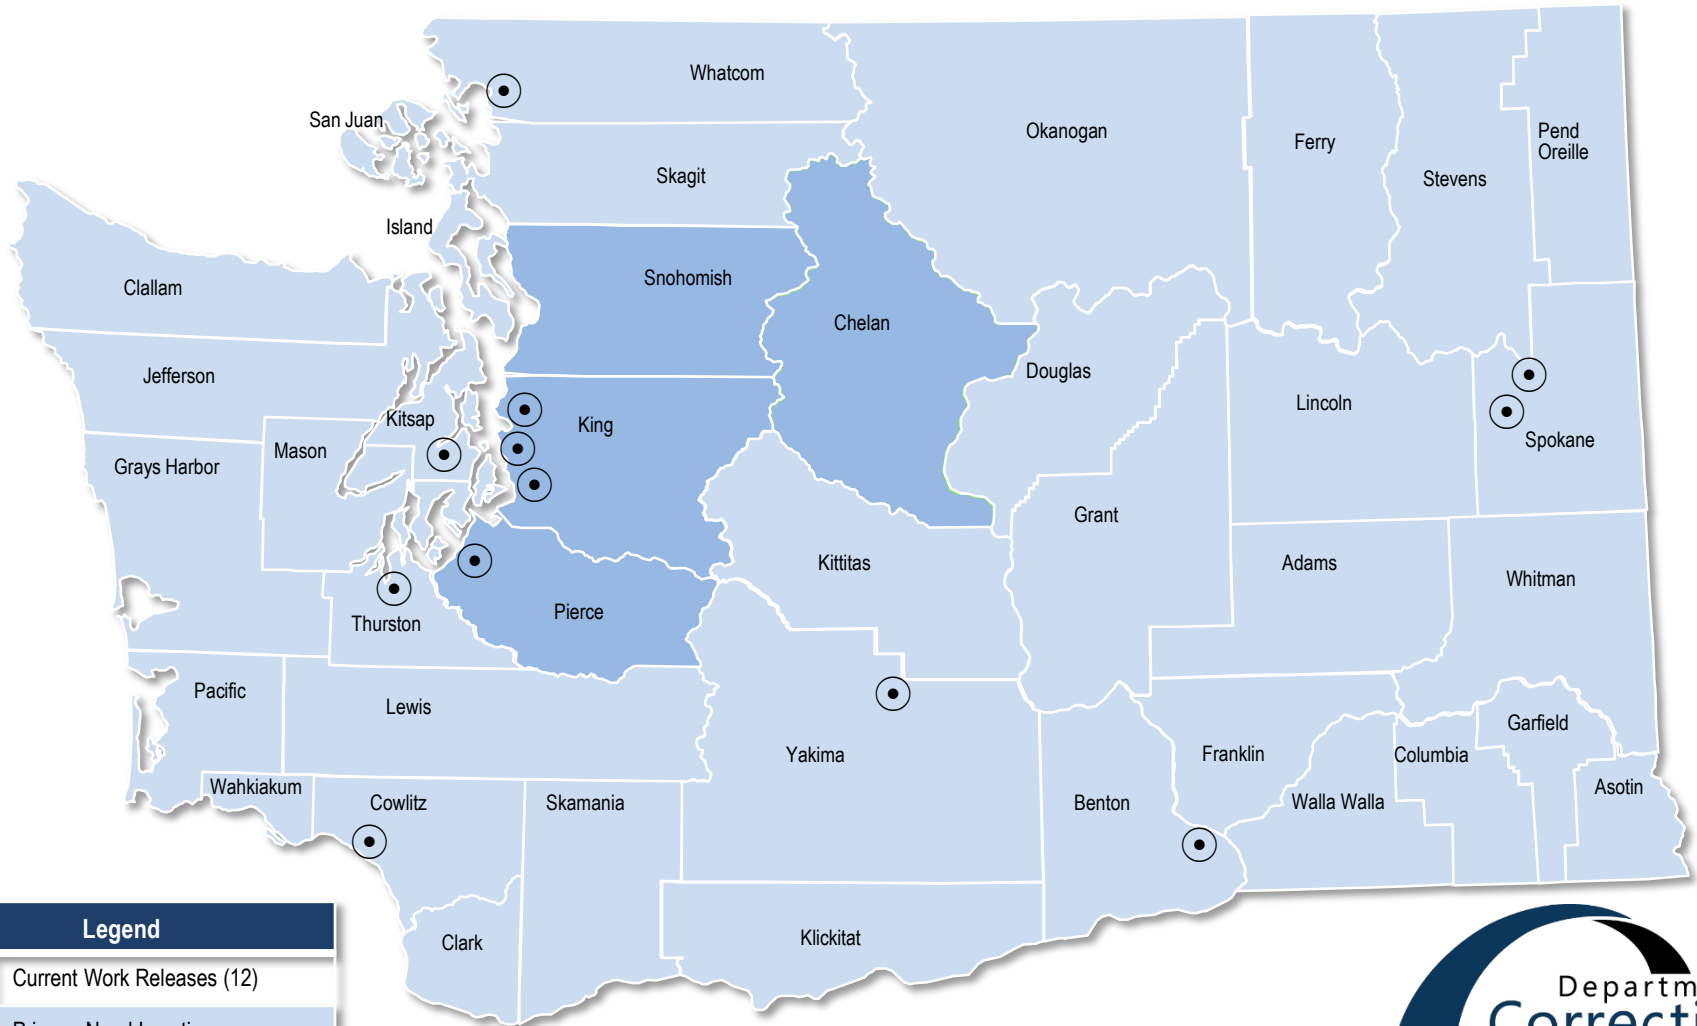 Whatcom
San Juan
Okanogan
Ferry
Pend
Oreille
Skagit
Stevens
Island
Snohomish
Clallam
Chelan
Douglas
Jefferson
Lincoln
Kitsap
King
Spokane
Mason
Grays Harbor
Grant
Kittitas
Adams
Whitman
Pierce
Thurston
Pacific
Lewis
Garfield
Yakima
Franklin
Columbia
Wahkiakum
Cowlitz
Skamania
Benton
Walla Walla
Asotin
Clark
Klickitat
Legend
Current Work Releases (12)